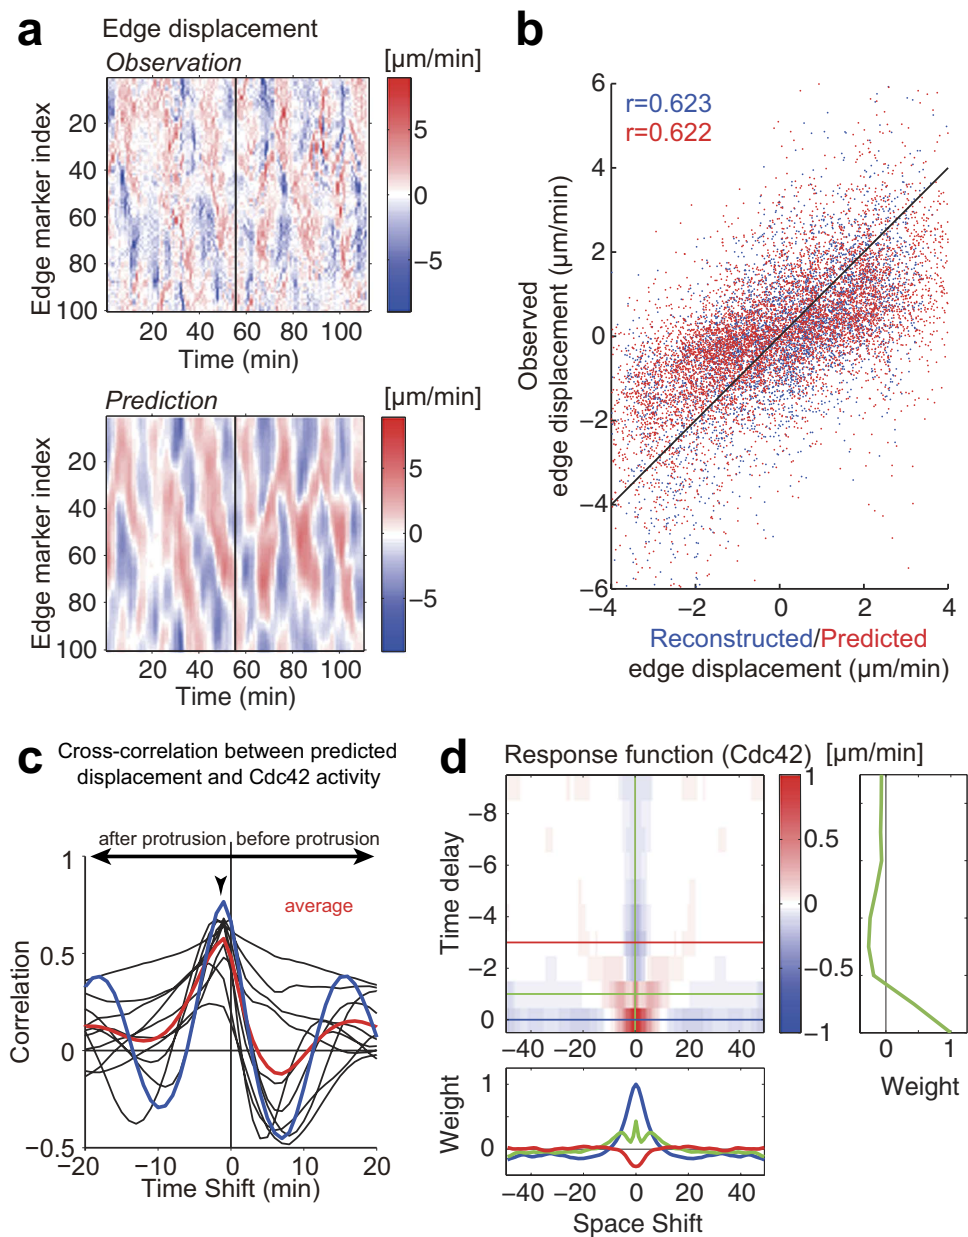 a
Edge displacement
Observation
[µm/min]
Edge marker index
20
40
60
80
100
5
0
−5
20 40 60 80 100
Time (min)
Prediction
[µm/min]
Edge marker index
20
40
60
80
100
5
0
−5
20 40 60 80 100
Time (min)
b
r=0.623
r=0.622
Observed
edge displacement (µm/min)
6
4
2
0
−2
−4
−6
−4 −2 0 2 4
Reconstructed/Predicted
edge displacement (µm/min)
c
Cross-correlation between predicted
displacement and Cdc42 activity
after protrusion before protrusion
average
Correlation
1
0.5
0
−0.5
−20 −10 0 10 20
Time Shift (min)
d
Response function (Cdc42)
[µm/min]
Time delay
−8
−6
−4
−2
0
−40 −20 0 20 40
1
0.5
0
−0.5
−1
0 1
Weight
Weight
1
0
−40 −20 0 20 40
Space Shift